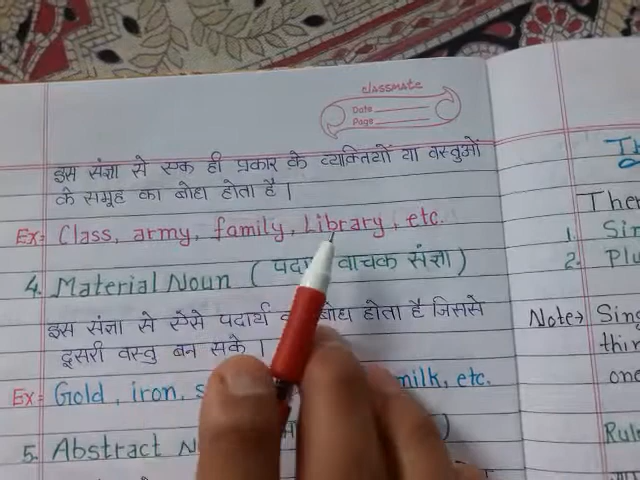 classmate
Date
Page
इस संज्ञा से एक ही प्रकार के व्यक्तियों या वस्तुओं
के समूह का बोध होता है।
Ex:- Class, army, family, Library, etc.
4. Material Noun ( वाचक संज्ञा )
इस संज्ञा से ऐसे पदार्थ बोध होता है जिससे
दूसरी वस्तु बन सके।
Ex:- Gold, iron, milk, etc.
5. Abstract
Ther
1.
2.
Note→